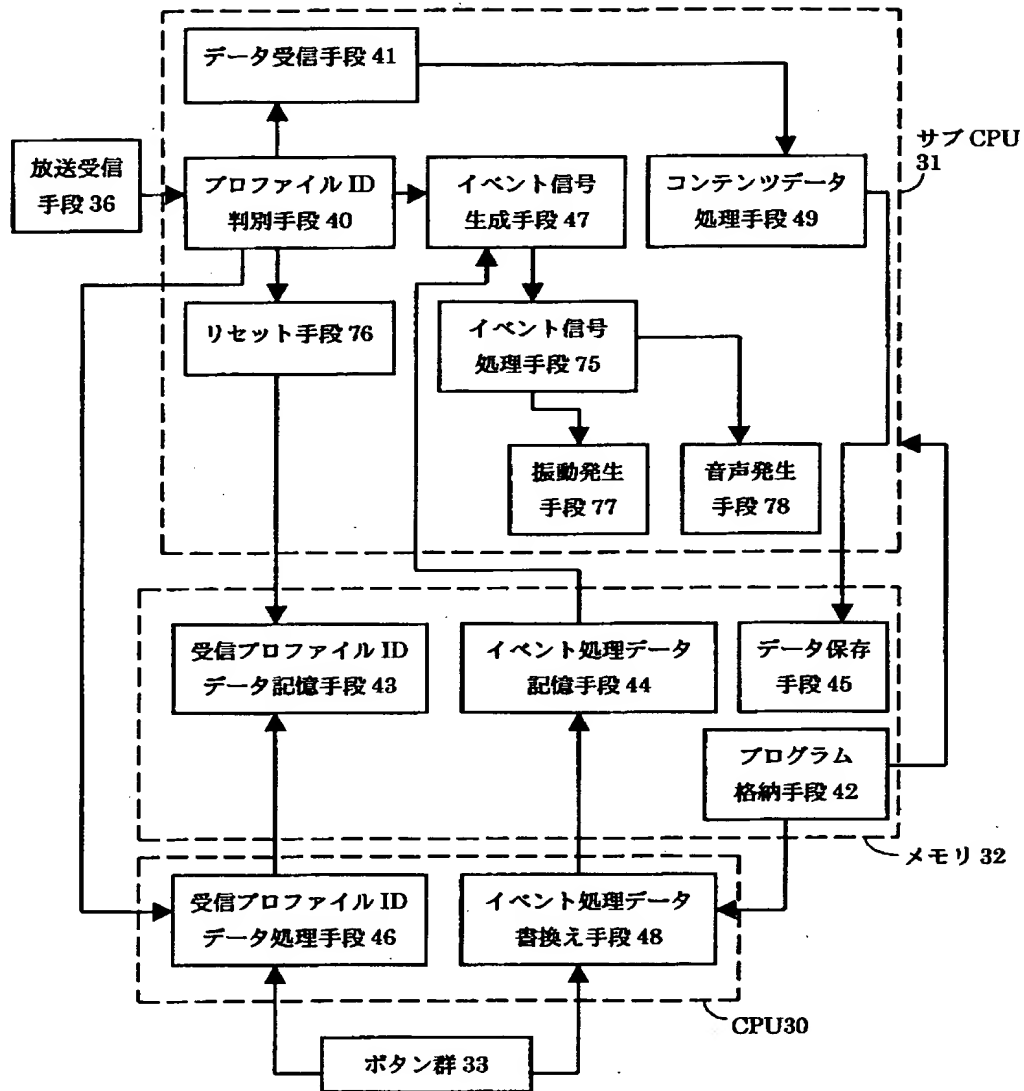 データ受信手段 41
放送受信
手段 36
プロファイル ID
判別手段 40
イベント信号
生成手段 47
コンテンツデータ
処理手段 49
サブ CPU
31
リセット手段 76
イベント信号
処理手段 75
振動発生
手段 77
音声発生
手段 78
受信プロファイル ID
データ記憶手段 43
イベント処理データ
記憶手段 44
データ保存
手段 45
プログラム
格納手段 42
メモリ 32
受信プロファイル ID
データ処理手段 46
イベント処理データ
書換え手段 48
CPU30
ボタン群 33